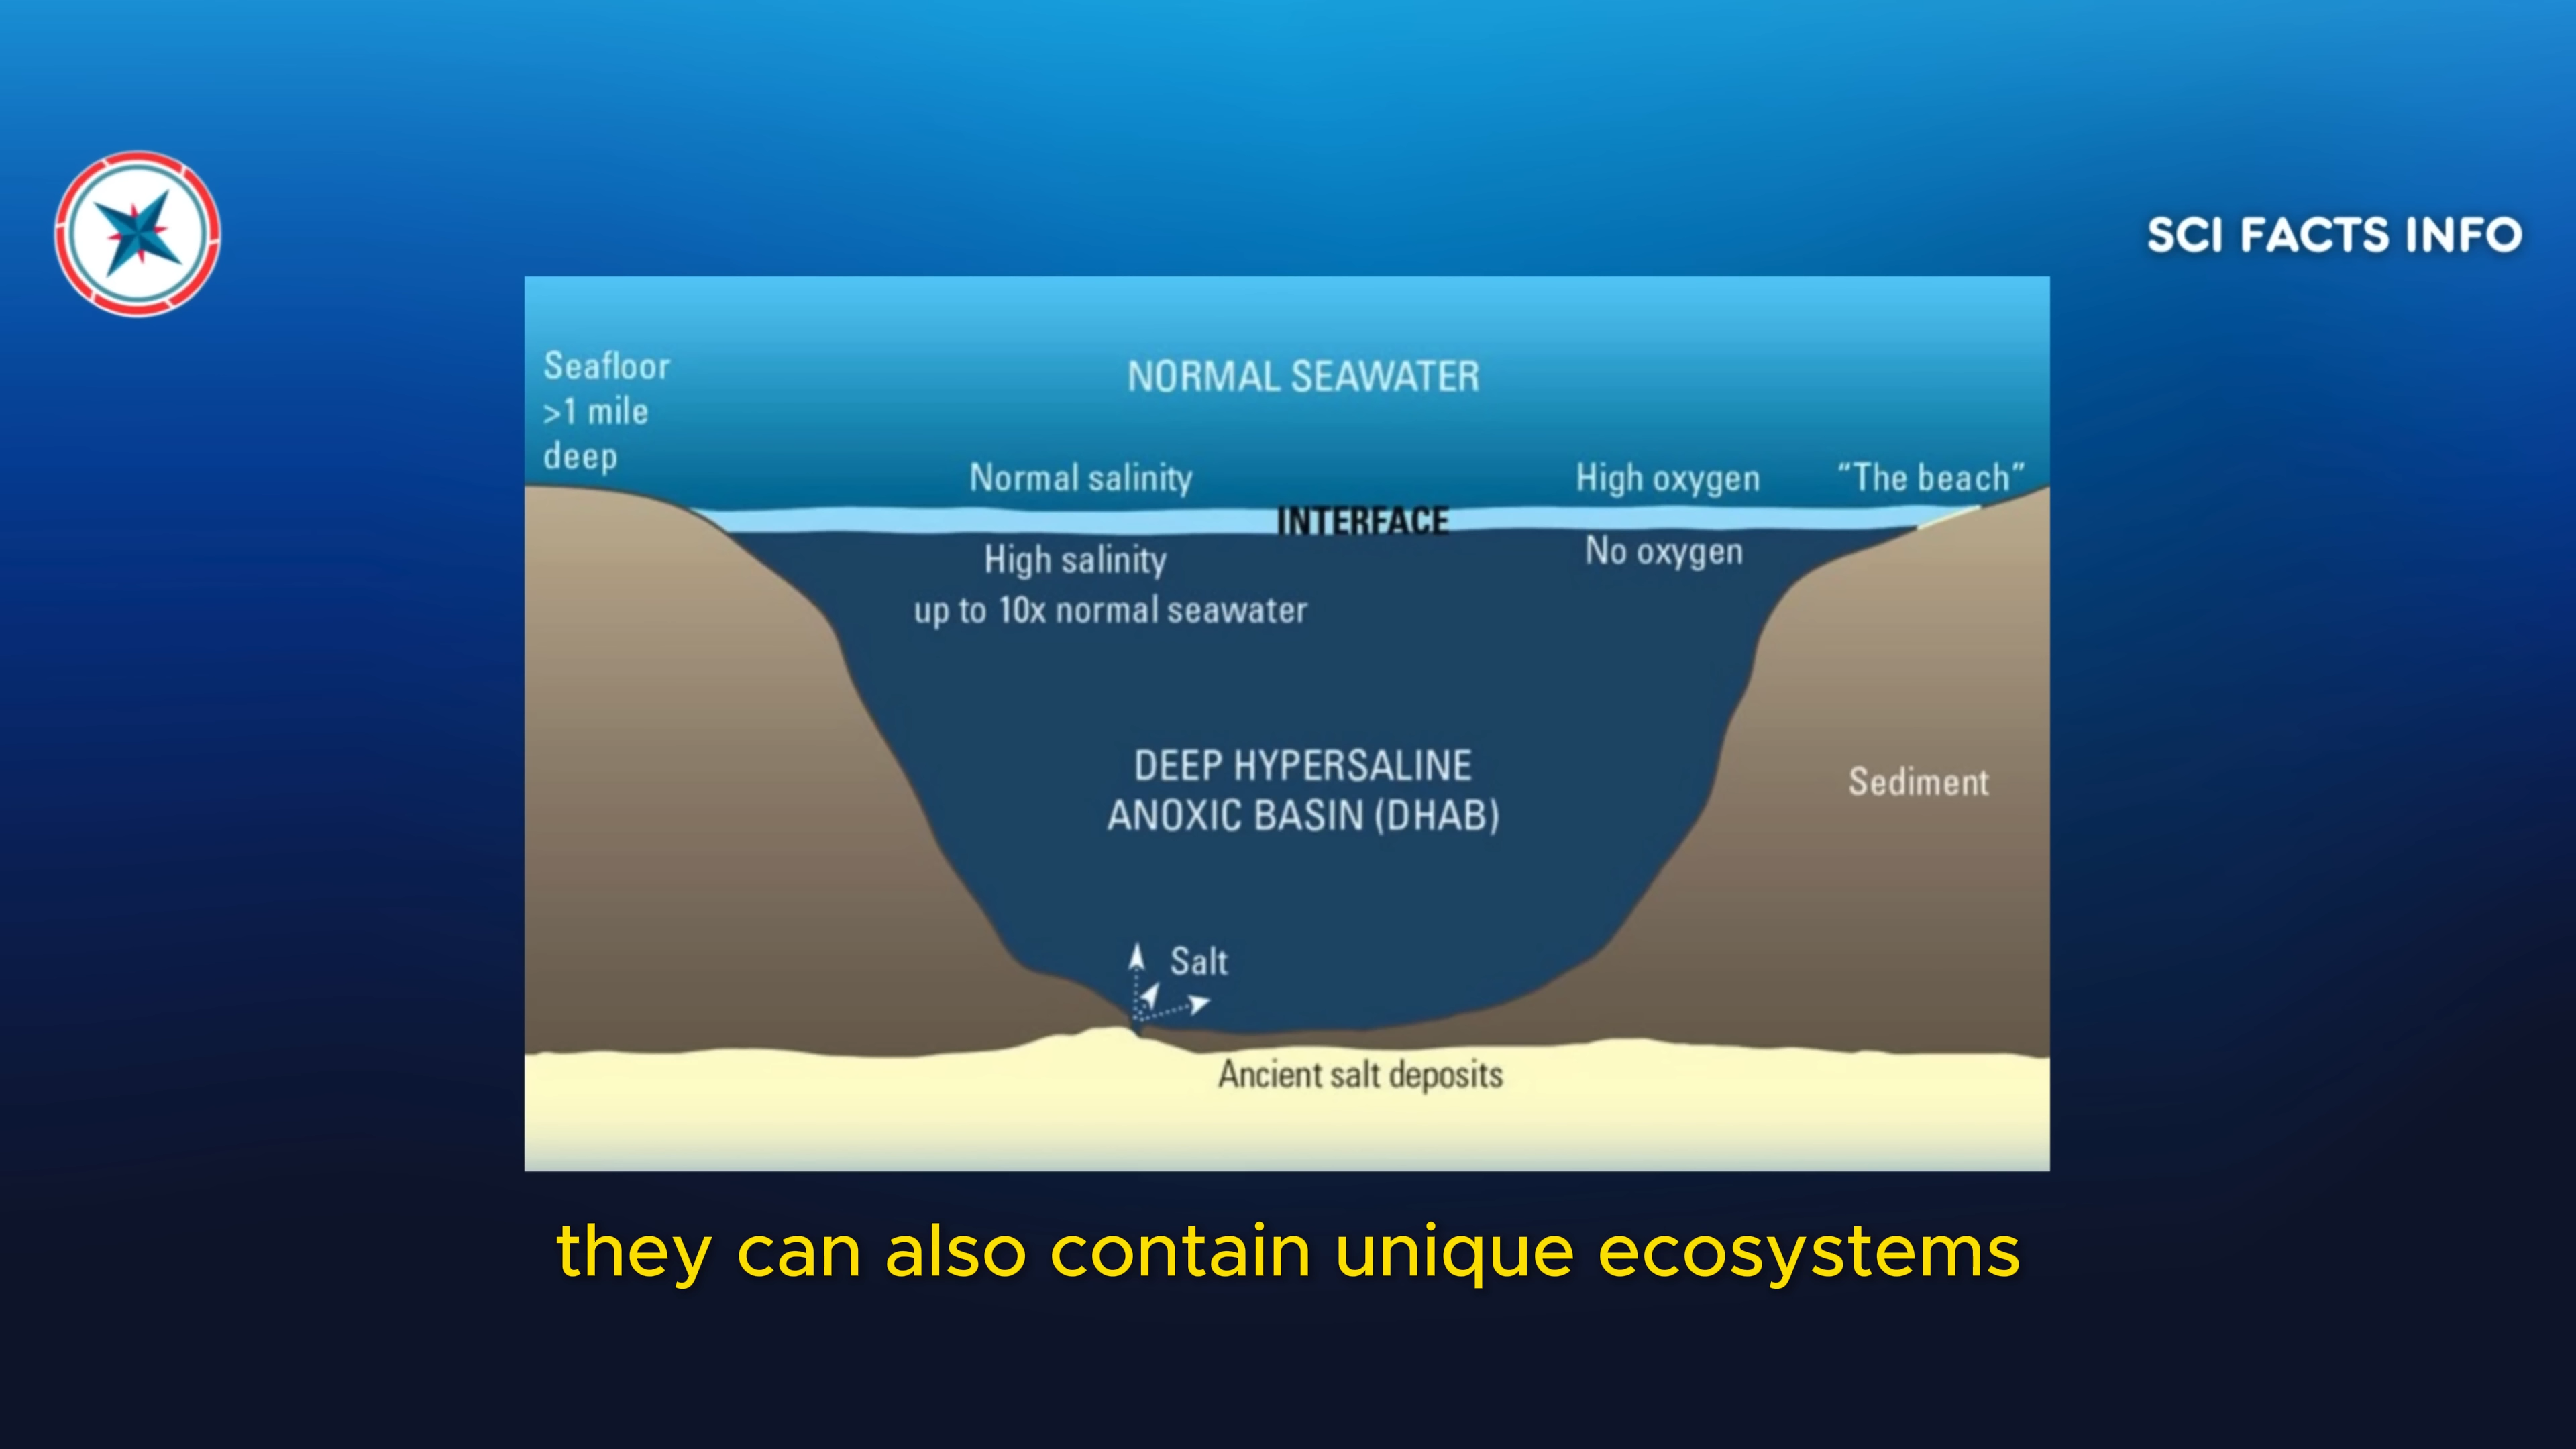 SCI FACTS INFO
Seafloor
>1 mile
deep
NORMAL SEAWATER
Normal salinity
High oxygen
“The beach”
INTERFACE
High salinity
up to 10x normal seawater
No oxygen
DEEP HYPERSALINE
ANOXIC BASIN (DHAB)
Sediment
Salt
Ancient salt deposits
they can also contain unique ecosystems